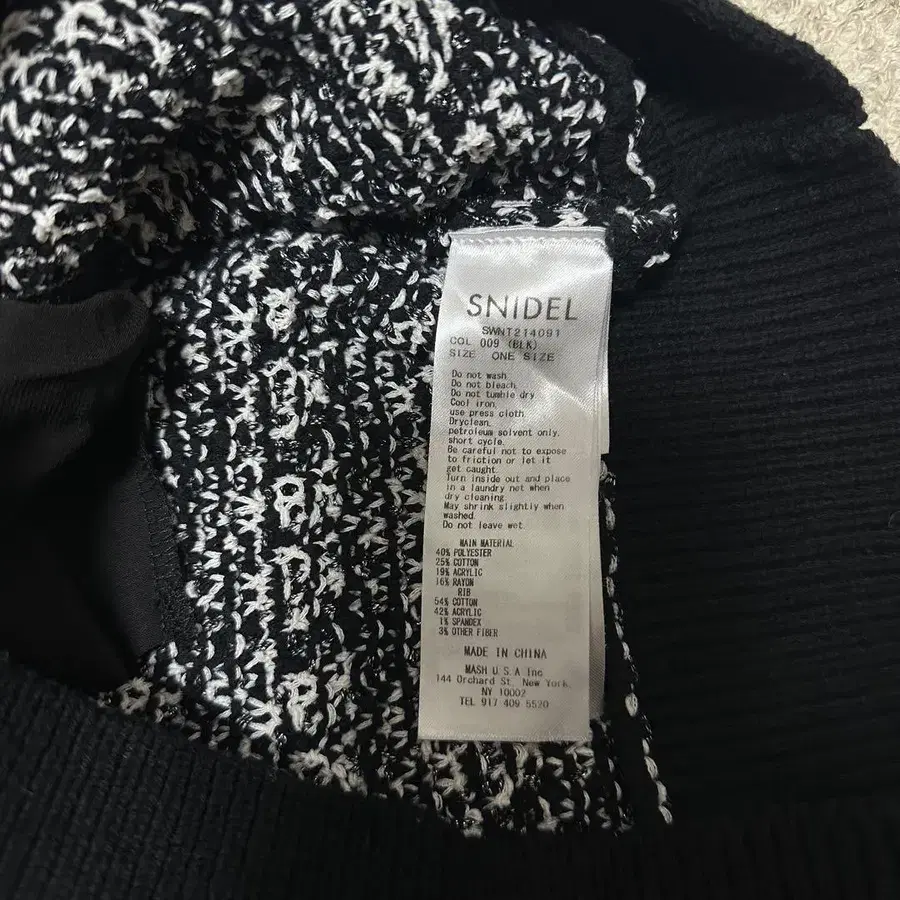 SNIDEL
SWNT214091
COL 009 (BLK)
SIZE ONE SIZE
Do not wash.
Do not bleach.
Do not tumble dry.
Cool iron,
use press cloth.
Dryclean,
petroleum solvent only.
short cycle.
Be careful not to expose
to friction or let it
get caught.
Turn inside out and place
in a laundry net when
dry cleaning.
May shrink slightly when
washed.
Do not leave wet.
MAIN MATERIAL
40% POLYESTER
25% COTTON
19% ACRYLIC
16% RAYON
RIB
54% COTTON
42% ACRYLIC
1% SPANDEX
3% OTHER FIBER
MADE IN CHINA
MASH U.S.A Inc
144 Orchard St. New York,
NY 10002
TEL 917 409 5520